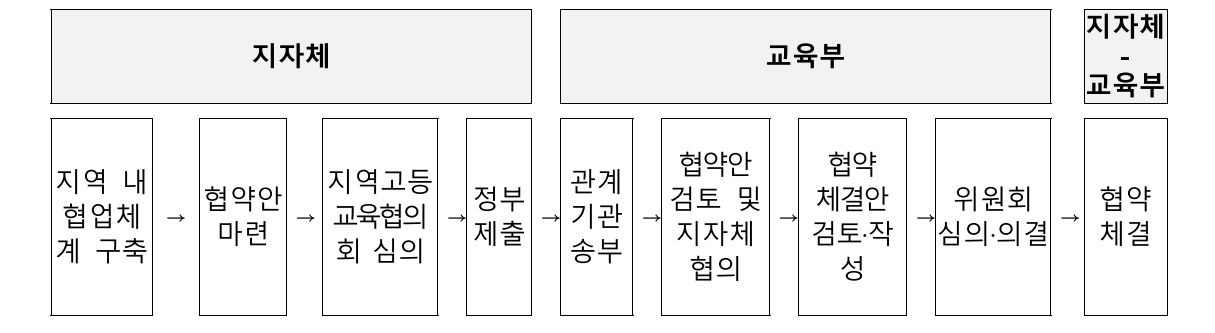 지자체
교육부
지자체
-
교육부
지역 내
협업체
계 구축
→
협약안
마련
→
지역고등
교육협의
회 심의
→
정부
제출
→
관계
기관
송부
→
협약안
검토 및
지자체
협의
→
협약
체결안
검토·작
성
→
위원회
심의·의결
→
협약
체결